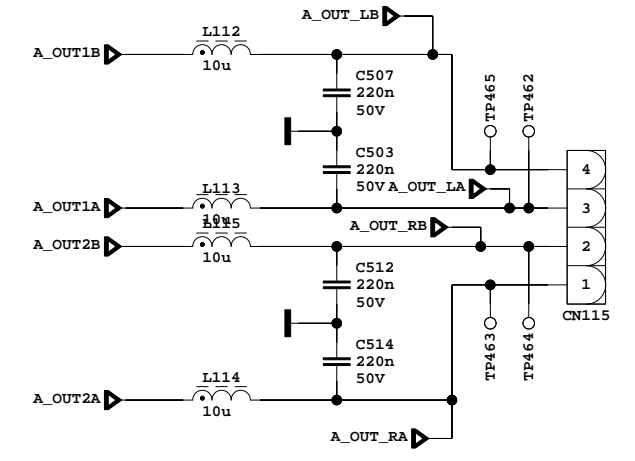 A_OUT_LB
L112
A_OUT1B
10u
C507
220n
50V
TP465
TP462
C503
220n
50V
A_OUT_LA
4
L113
A_OUT1A
10u
3
L115
A_OUT2B
10u
A_OUT_RB
2
C512
220n
50V
1
CN115
C514
220n
50V
TP463
TP464
L114
A_OUT2A
10u
A_OUT_RA